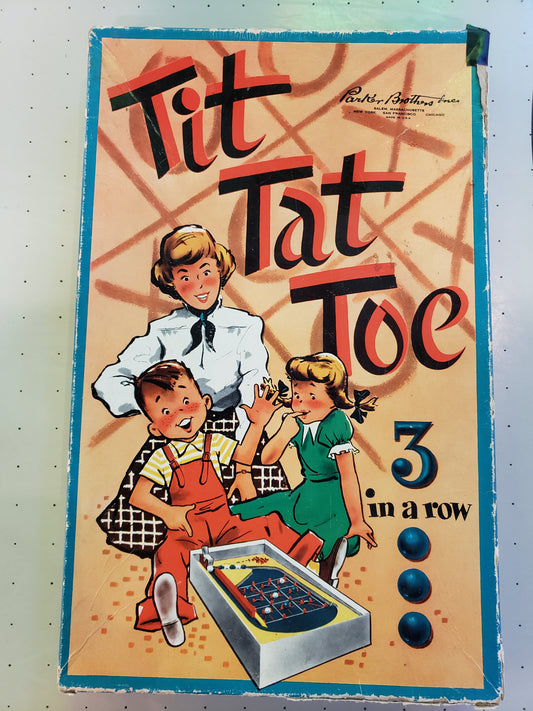 Tit
Tat
Toe
Parker Brothers Inc.
SALEM, MASSACHUSETTS
NEW YORK SAN FRANCISCO CHICAGO
MADE IN U.S.A.
3
in a row